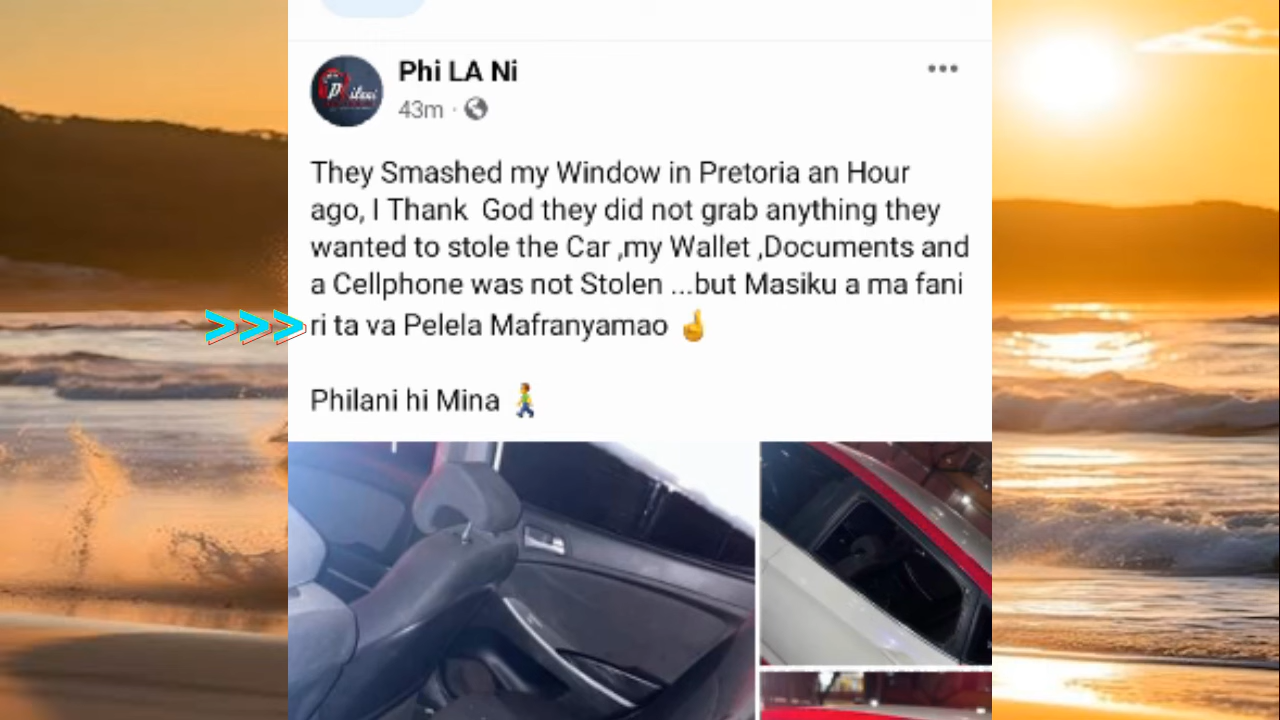 Phi LA Ni
43m ·
They Smashed my Window in Pretoria an Hour
ago, I Thank God they did not grab anything they
wanted to stole the Car ,my Wallet ,Documents and
a Cellphone was not Stolen ...but Masiku a ma fani
>>> ri ta va Pelela Mafranyamao ☝
Philani hi Mina 🚶